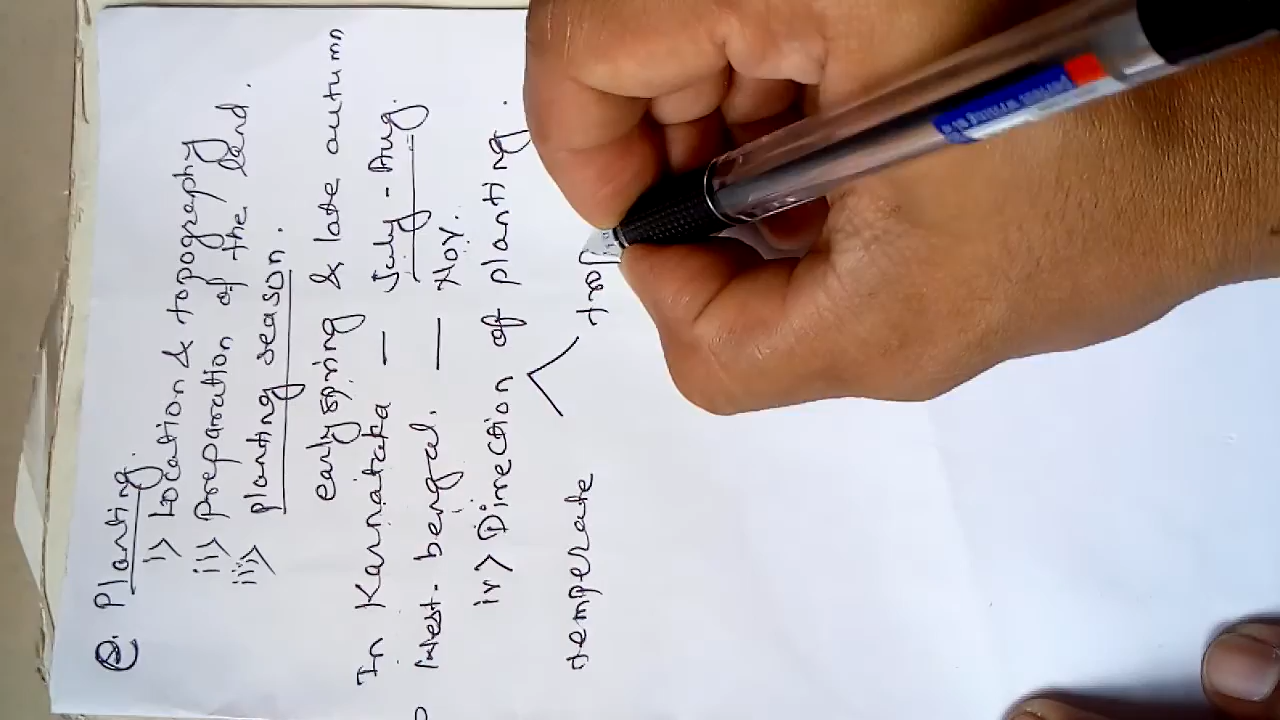 @. Planting.
i> Location & topography
ii> preparation of the land.
iii> planting season.
early spring & late autumn
In Karnataka — July - Aug.
West. bengal. — Nov.
iv> Direction of planting.
temperate tro